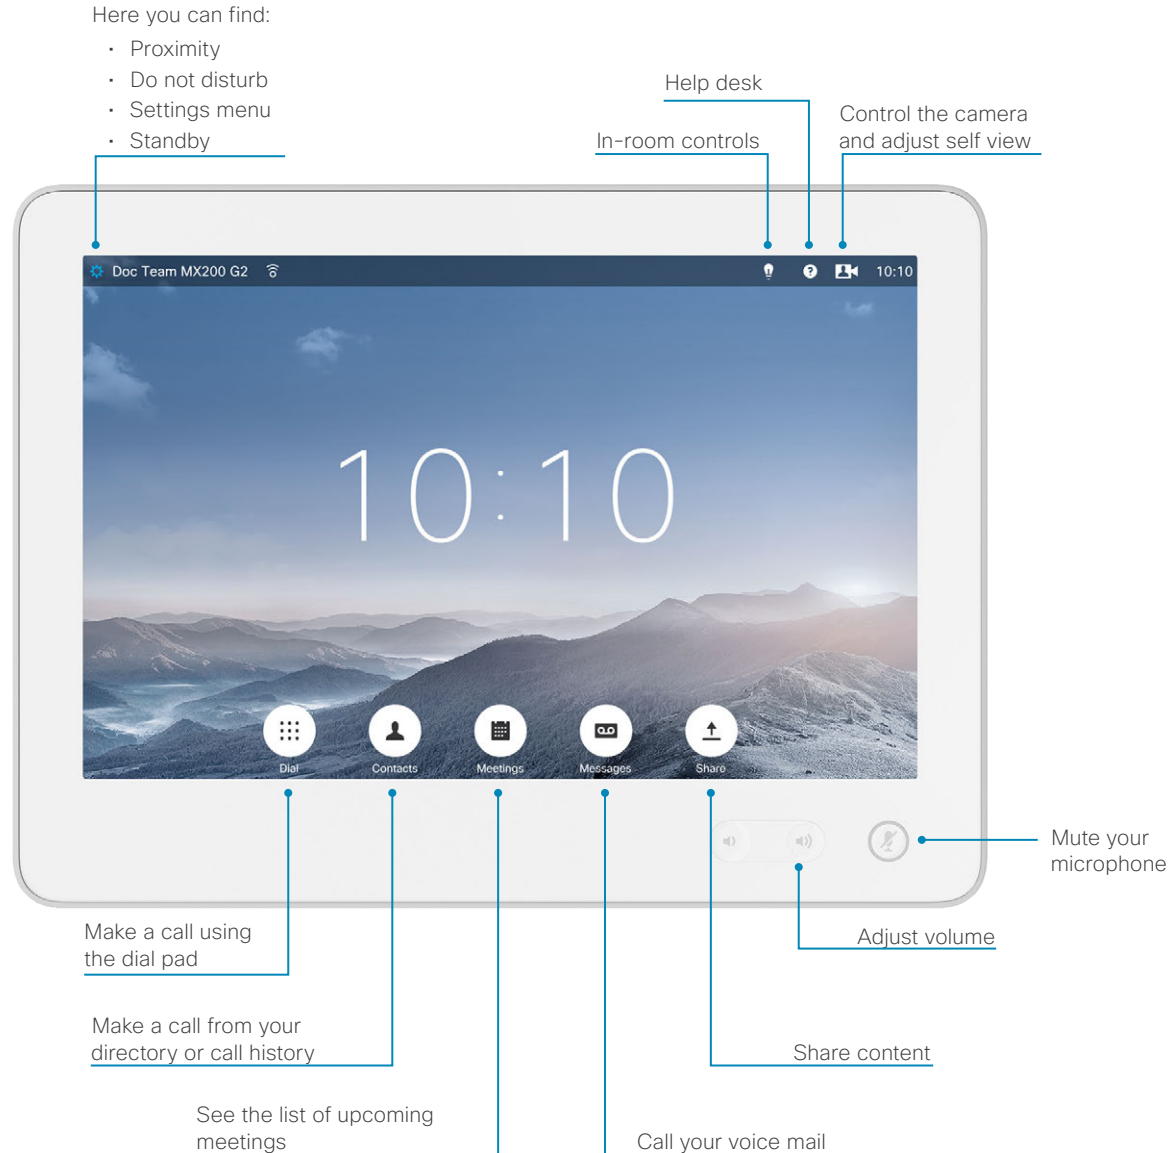 Here you can find:
· Proximity
· Do not disturb
· Settings menu
· Standby
Help desk
In-room controls
Control the camera
and adjust self view
Doc Team MX200 G2
10:10
10:10
Dial
Contacts
Meetings
Messages
Share
Mute your
microphone
Make a call using
the dial pad
Adjust volume
Make a call from your
directory or call history
Share content
See the list of upcoming
meetings
Call your voice mail